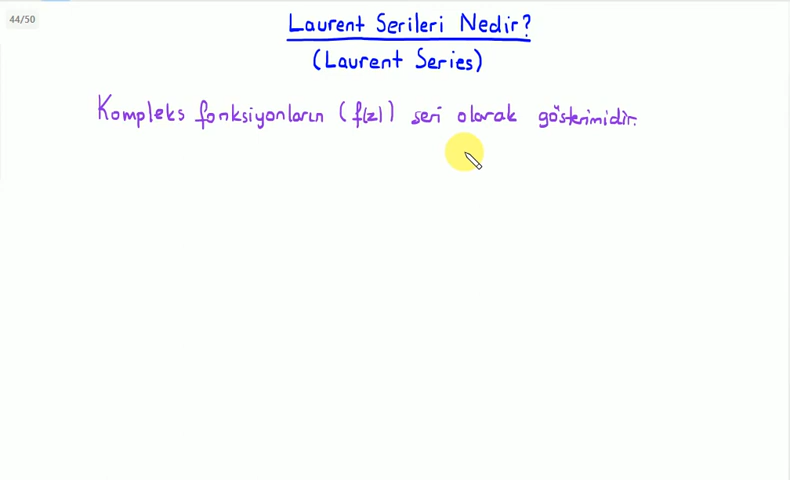 44/50
Laurent Serileri Nedir?
(Laurent Series)
Kompleks fonksiyonların (f(z)) seri olarak gösterimidir.